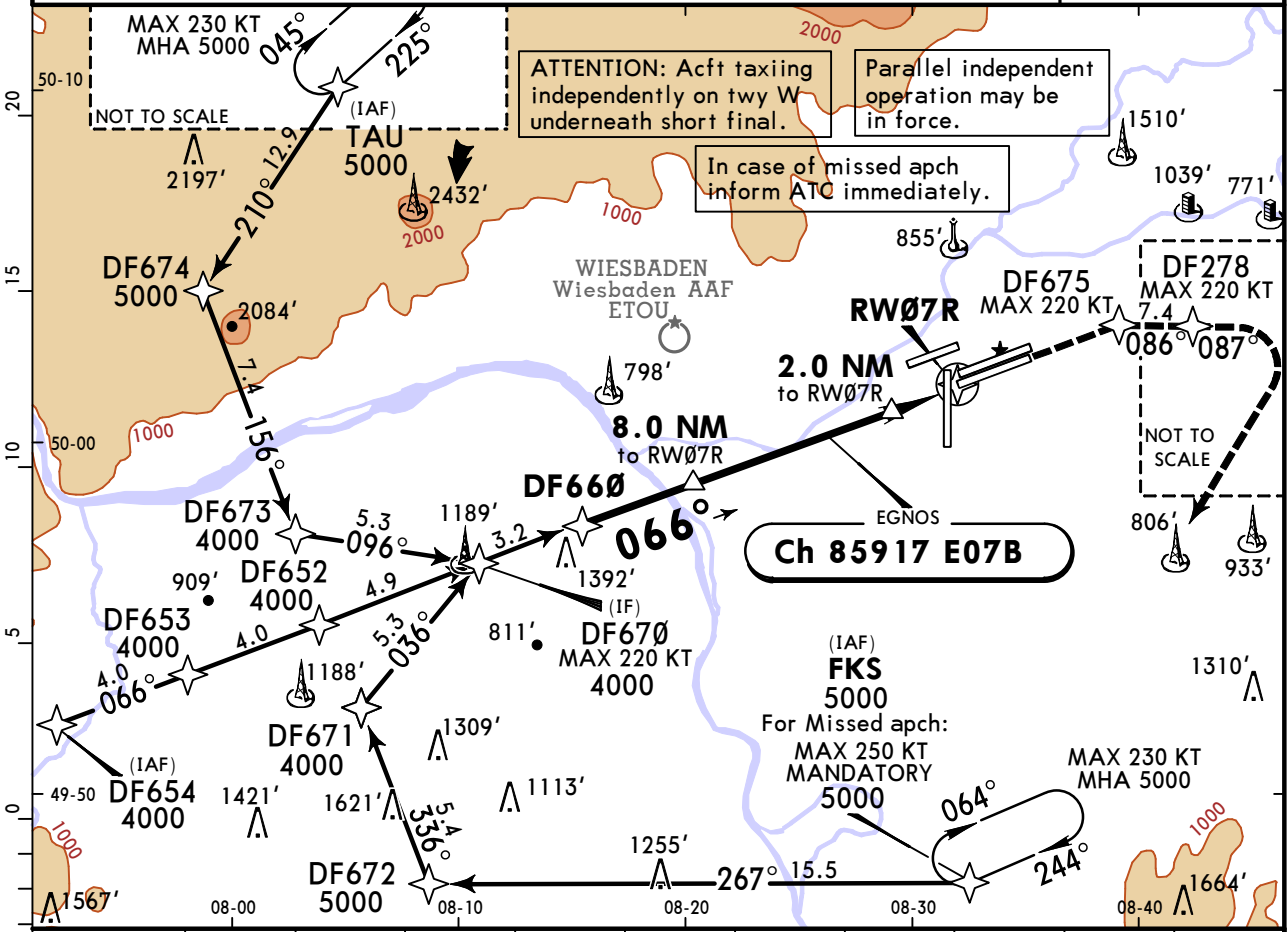 MAX 230 KT
MHA 5000
045°
225°
2000
50-10
20
NOT TO SCALE
(IAF)
TAU
5000
12.9
210°
2197'
2432'
2000
ATTENTION: Acft taxiing
independently on twy W
underneath short final.
Parallel independent
operation may be
in force.
In case of missed apch
inform ATC immediately.
1510'
1039'
771'
855'
1000
15
DF674
5000
2084'
WIESBADEN
Wiesbaden AAF
ETOU
DF675
MAX 220 KT
DF278
MAX 220 KT
7.4
086°
087°
RWØ7R
2.0 NM
to RWØ7R
798'
7.4
156°
1000
50-00
10
8.0 NM
to RWØ7R
NOT TO
SCALE
DF66Ø
066°
EGNOS
Ch 85917 E07B
806'
933'
DF673
4000
5.3
096°
1189'
3.2
1392'
DF652
4000
4.9
909'
DF653
4000
4.0
4.0
066°
5
5.3
036°
811'
(IF)
DF67Ø
MAX 220 KT
4000
1188'
DF671
4000
1309'
(IAF)
FKS
5000
For Missed apch:
MAX 250 KT
MANDATORY
5000
1310'
MAX 230 KT
MHA 5000
064°
244°
(IAF)
DF654
4000
0
49-50
1421'
1621'
1113'
5.4
336°
1255'
DF672
5000
267°
15.5
1000
1000
1567'
1664'
08-00
08-10
08-20
08-30
08-40